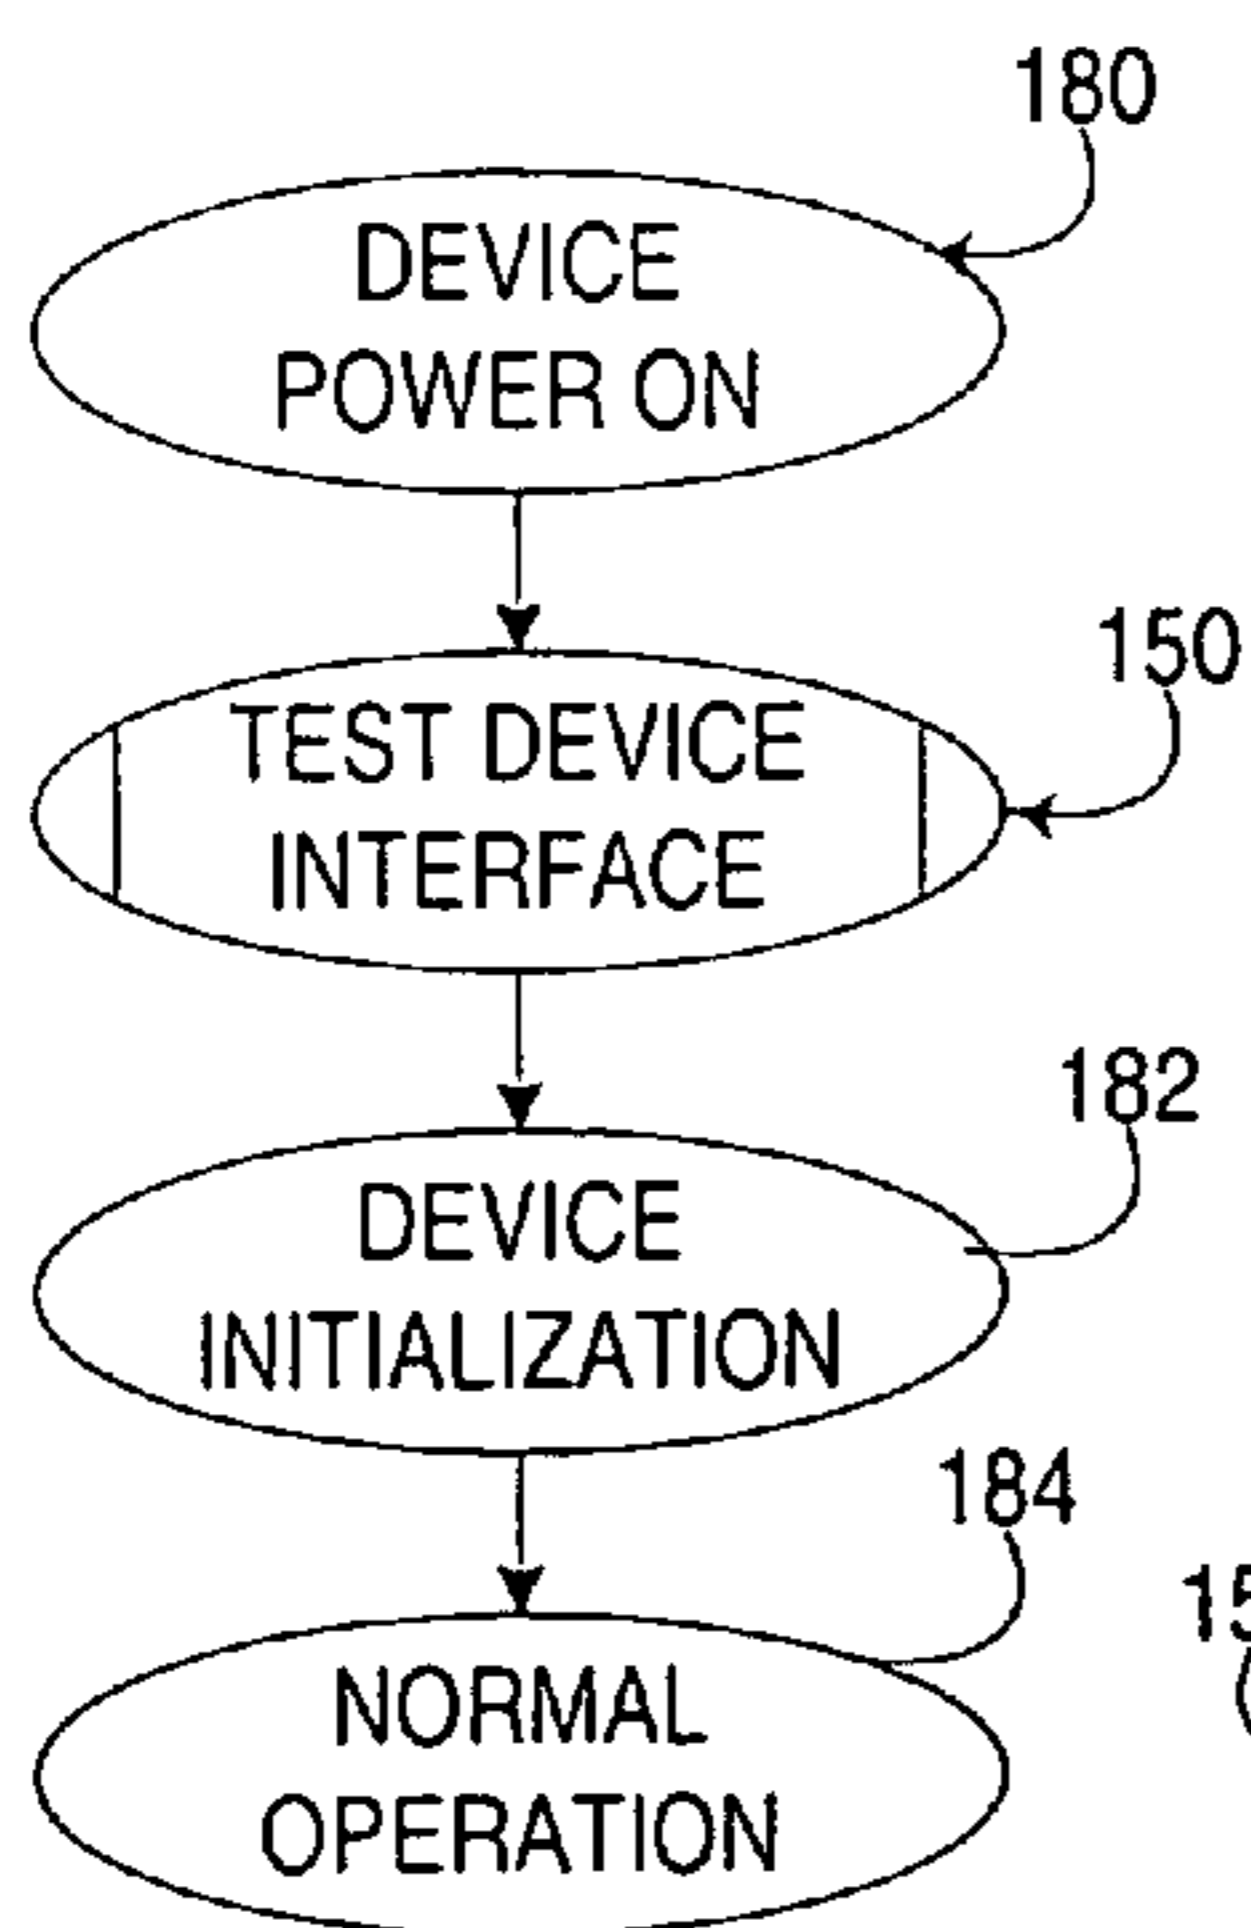 180
DEVICE
POWER ON
150
TEST DEVICE
INTERFACE
182
DEVICE
INITIALIZATION
184
NORMAL
OPERATION